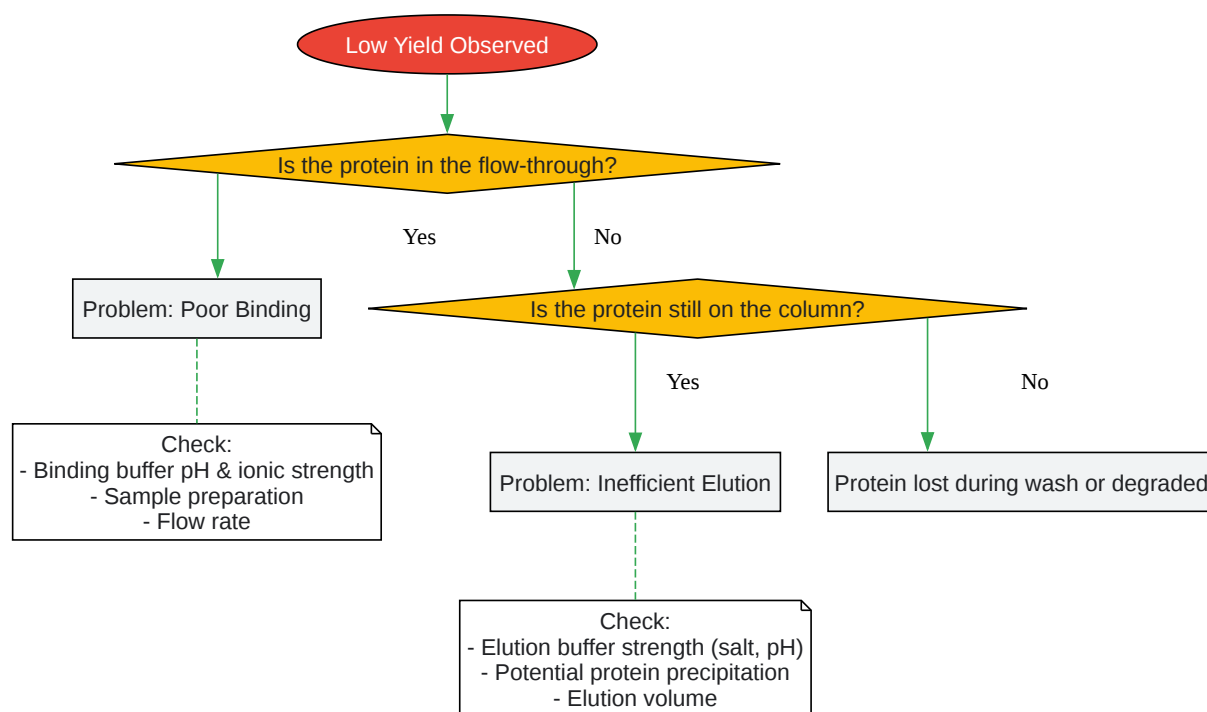 Low Yield Observed
Is the protein in the flow-through?
Yes
No
Problem: Poor Binding
Is the protein still on the column?
Yes
No
Check:
- Binding buffer pH & ionic strength
- Sample preparation
- Flow rate
Problem: Inefficient Elution
Protein lost during wash or degraded
Check:
- Elution buffer strength (salt, pH)
- Potential protein precipitation
- Elution volume